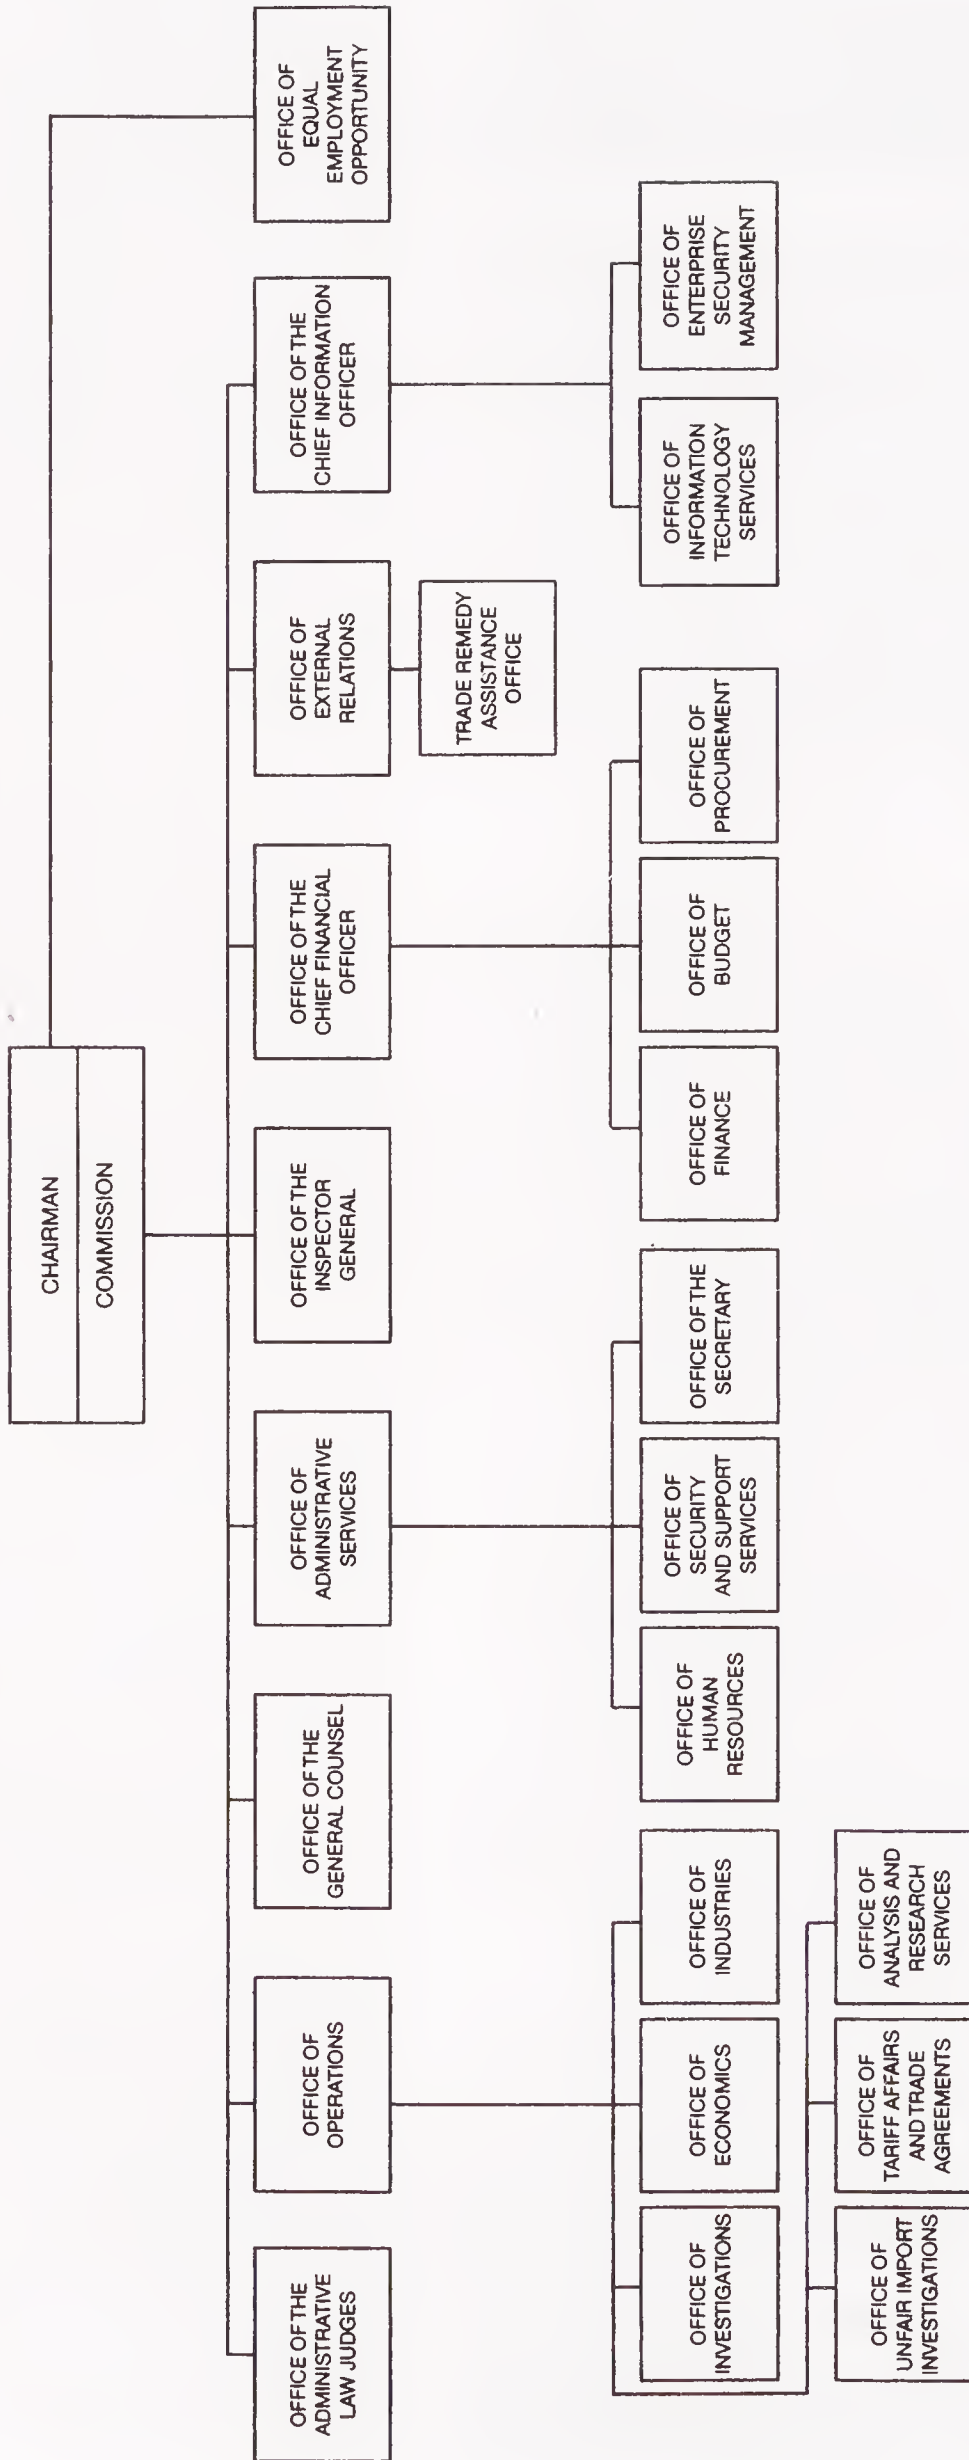 CHAIRMAN
COMMISSION
OFFICE OF THE
ADMINISTRATIVE
LAW JUDGES
OFFICE OF
OPERATIONS
OFFICE OF THE
GENERAL COUNSEL
OFFICE OF
ADMINISTRATIVE
SERVICES
OFFICE OF THE
INSPECTOR
GENERAL
OFFICE OF THE
CHIEF FINANCIAL
OFFICER
OFFICE OF
EXTERNAL
RELATIONS
OFFICE OF THE
CHIEF INFORMATION
OFFICER
OFFICE OF
EQUAL
EMPLOYMENT
OPPORTUNITY
TRADE REMEDY
ASSISTANCE
OFFICE
OFFICE OF
INVESTIGATIONS
OFFICE OF
ECONOMICS
OFFICE OF
INDUSTRIES
OFFICE OF
HUMAN
RESOURCES
OFFICE OF
SECURITY
AND SUPPORT
SERVICES
OFFICE OF THE
SECRETARY
OFFICE OF
FINANCE
OFFICE OF
BUDGET
OFFICE OF
PROCUREMENT
OFFICE OF
INFORMATION
TECHNOLOGY
SERVICES
OFFICE OF
ENTERPRISE
SECURITY
MANAGEMENT
OFFICE OF
UNFAIR IMPORT
INVESTIGATIONS
OFFICE OF
TARIFF AFFAIRS
AND TRADE
AGREEMENTS
OFFICE OF
ANALYSIS AND
RESEARCH
SERVICES